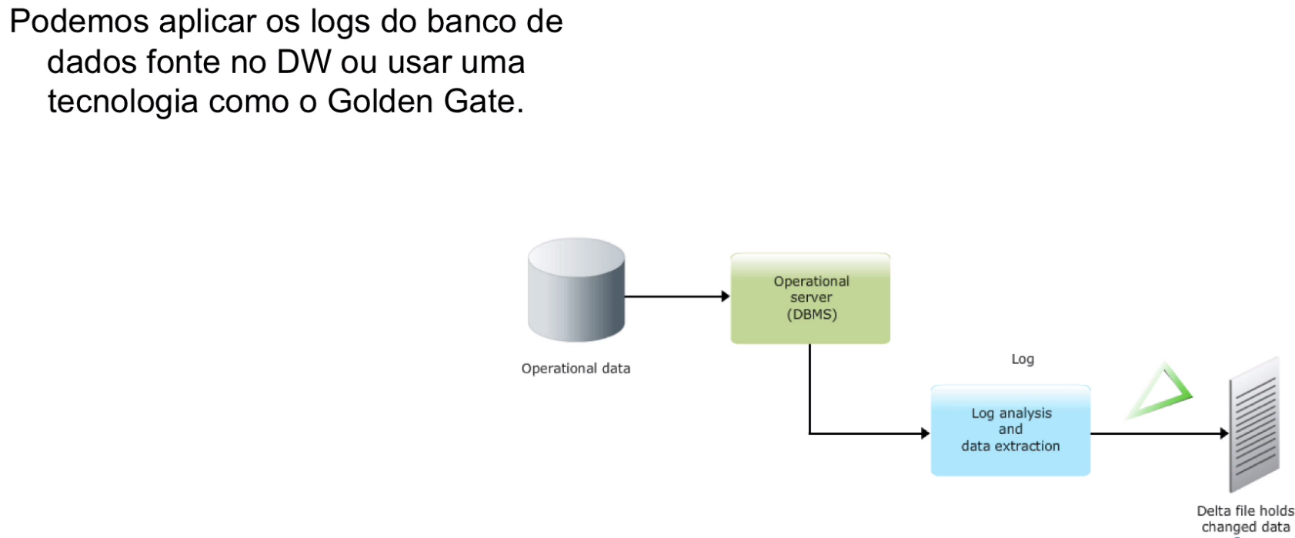 Podemos aplicar os logs do banco de
dados fonte no DW ou usar uma
tecnologia como o Golden Gate.
Operational
server
(DBMS)
Operational data
Log
Log analysis
and
data extraction
Delta file holds
changed data